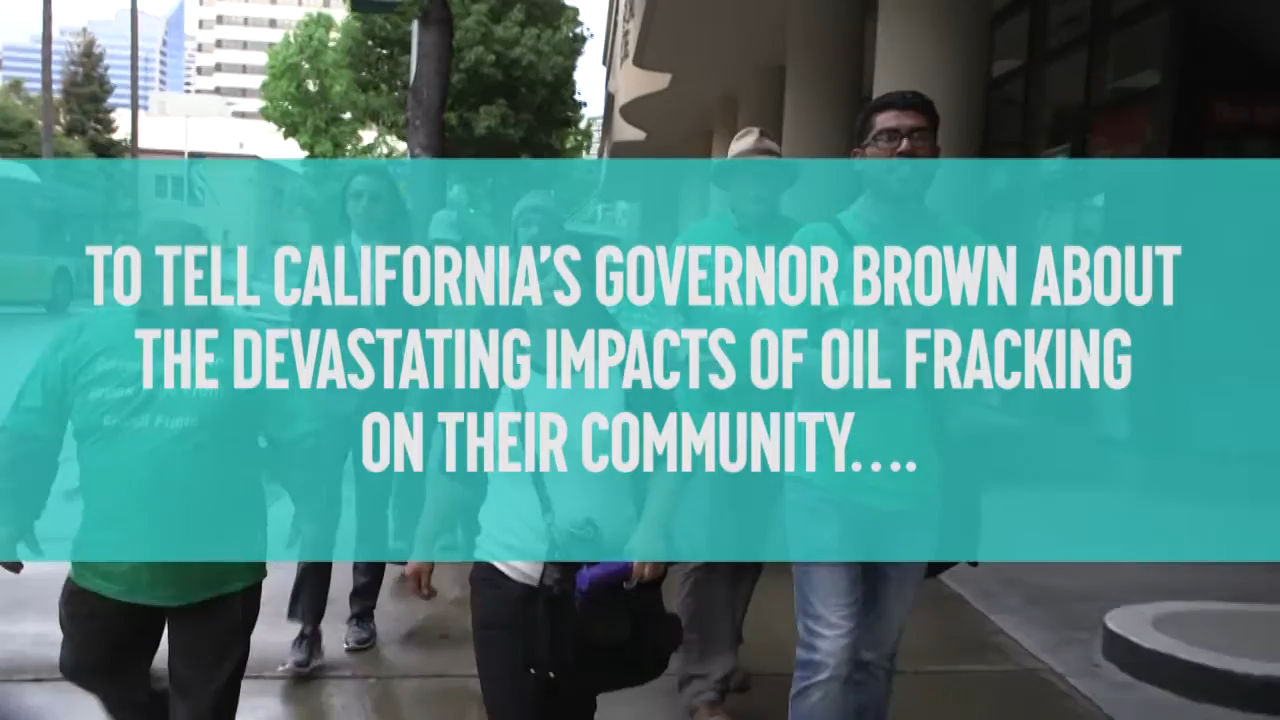 TO TELL CALIFORNIA'S GOVERNOR BROWN ABOUT
THE DEVASTATING IMPACTS OF OIL FRACKING
ON THEIR COMMUNITY....